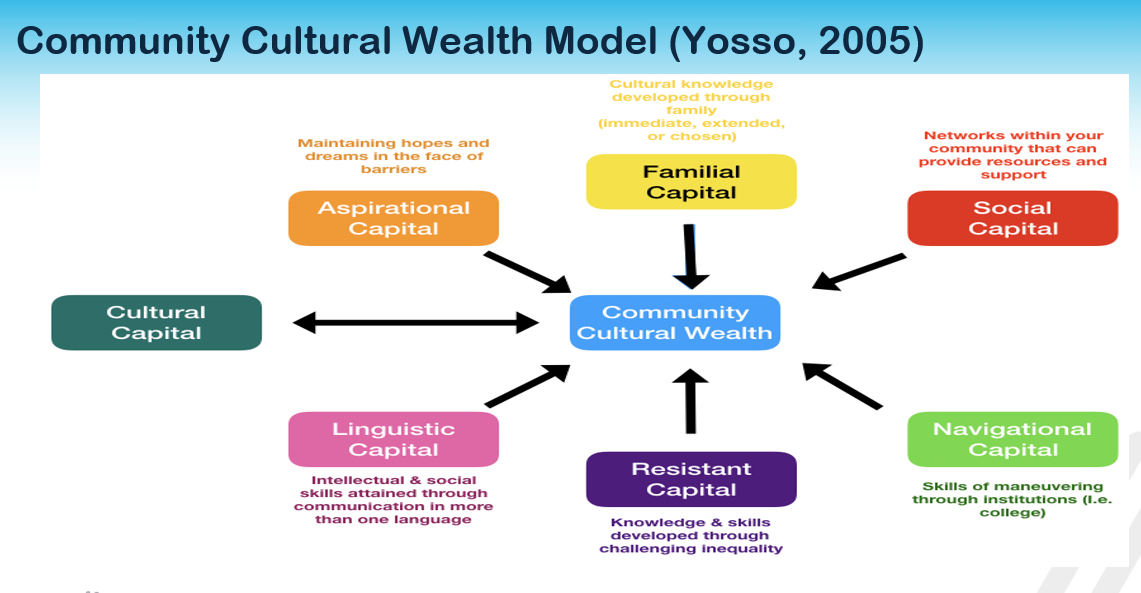 Community Cultural Wealth Model (Yosso, 2005)
Cultural knowledge
developed through
family
(immediate, extended,
or chosen)
Familial
Capital
Maintaining hopes and
dreams in the face of
barriers
Aspirational
Capital
Networks within your
community that can
provide resources and
support
Social
Capital
Cultural
Capital
Community
Cultural Wealth
Linguistic
Capital
Intellectual & social
skills attained through
communication in more
than one language
Resistant
Capital
Knowledge & skills
developed through
challenging inequality
Navigational
Capital
Skills of maneuvering
through institutions (I.e.
college)